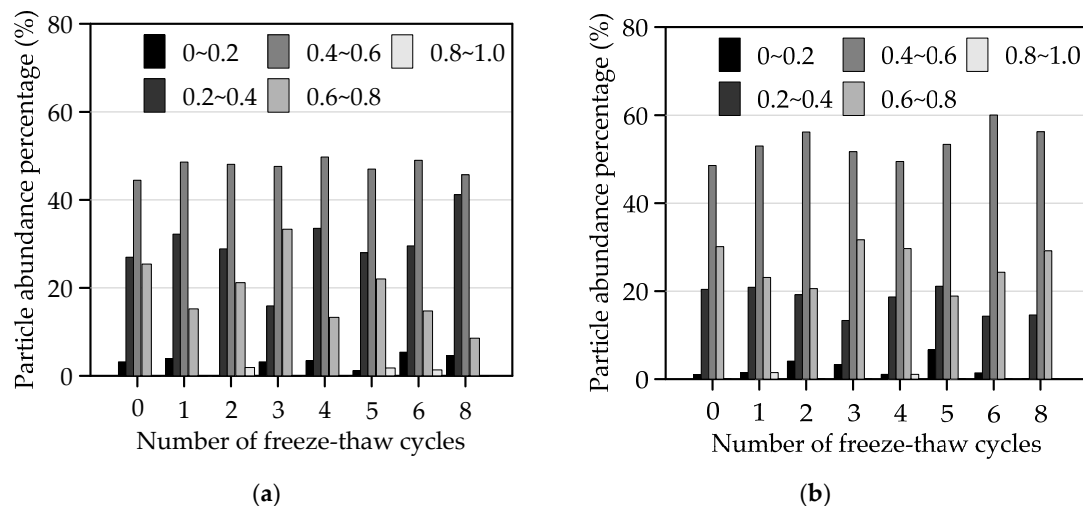 Particle abundance percentage (%)
80
60
40
20
0
0~0.2
0.4~0.6
0.8~1.0
0.2~0.4
0.6~0.8
0 1 2 3 4 5 6 8
Number of freeze-thaw cycles
(a)
Particle abundance percentage (%)
80
60
40
20
0
0~0.2
0.4~0.6
0.8~1.0
0.2~0.4
0.6~0.8
0 1 2 3 4 5 6 8
Number of freeze-thaw cycles
(b)